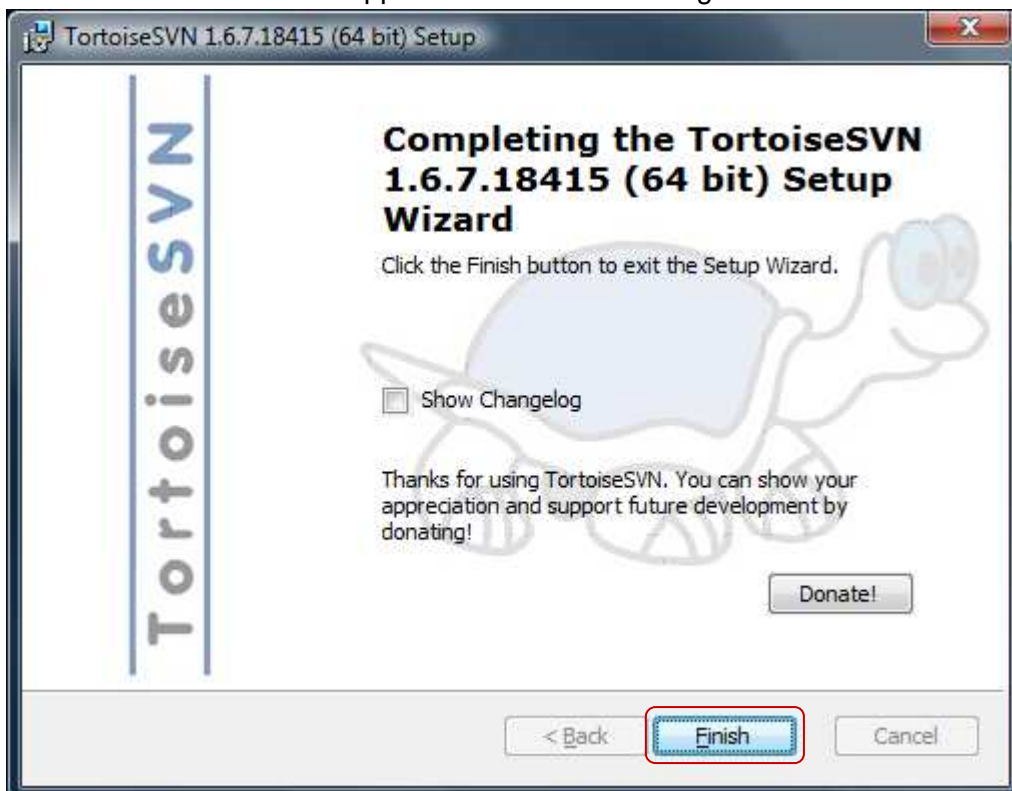 TortoiseSVN 1.6.7.18415 (64 bit) Setup
TortoiseSVN
Completing the TortoiseSVN
1.6.7.18415 (64 bit) Setup
Wizard
Click the Finish button to exit the Setup Wizard.
Show Changelog
Thanks for using TortoiseSVN. You can show your
appreciation and support future development by
donating!
Donate!
< Back Finish Cancel